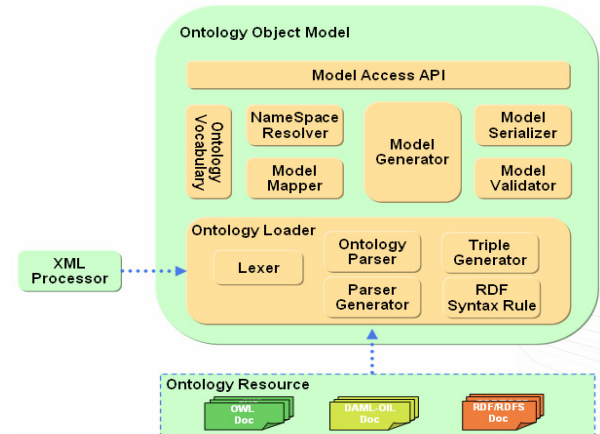 Ontology Object Model
Model Access API
Ontology
Vocabulary
NameSpace
Resolver
Model
Mapper
Model
Generator
Model
Serializer
Model
Validator
Ontology Loader
Lexer
Ontology
Parser
Parser
Generator
Triple
Generator
RDF
Syntax Rule
XML
Processor
Ontology Resource
OWL
Doc
DAML-OIL
Doc
RDF/RDFS
Doc